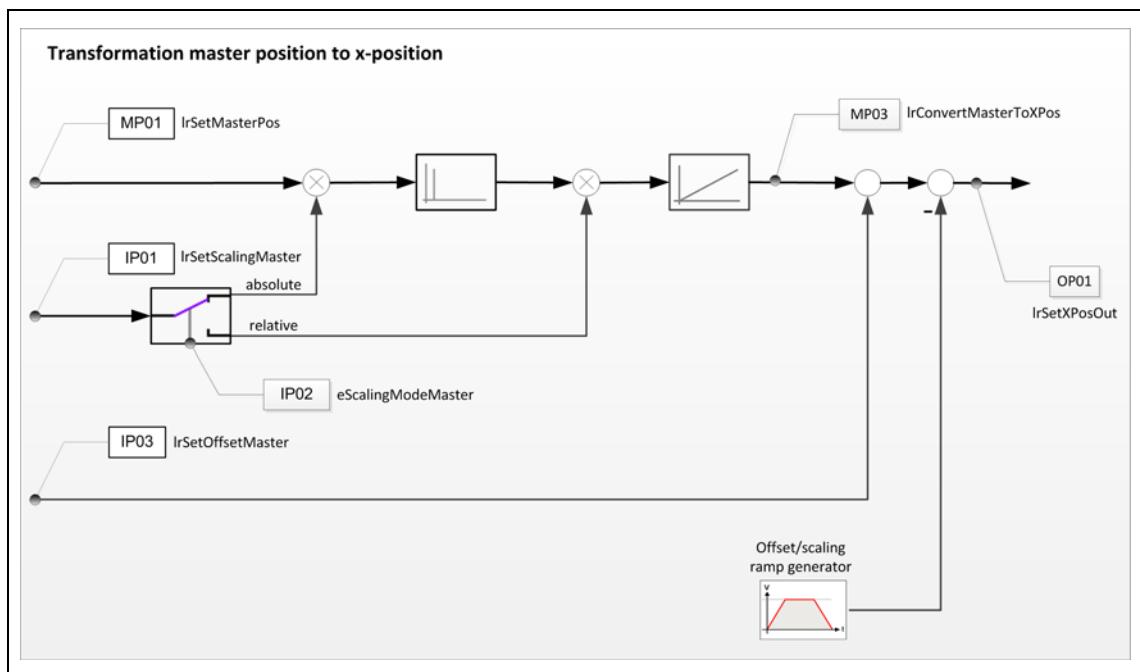 Transformation master position to x-position
MP01 lrSetMasterPos
MP03 lrConvertMasterToXPos
IP01 lrSetScalingMaster
absolute
relative
–
OP01
lrSetXPosOut
IP02 eScalingModeMaster
IP03 lrSetOffsetMaster
Offset/scaling
ramp generator
v
t